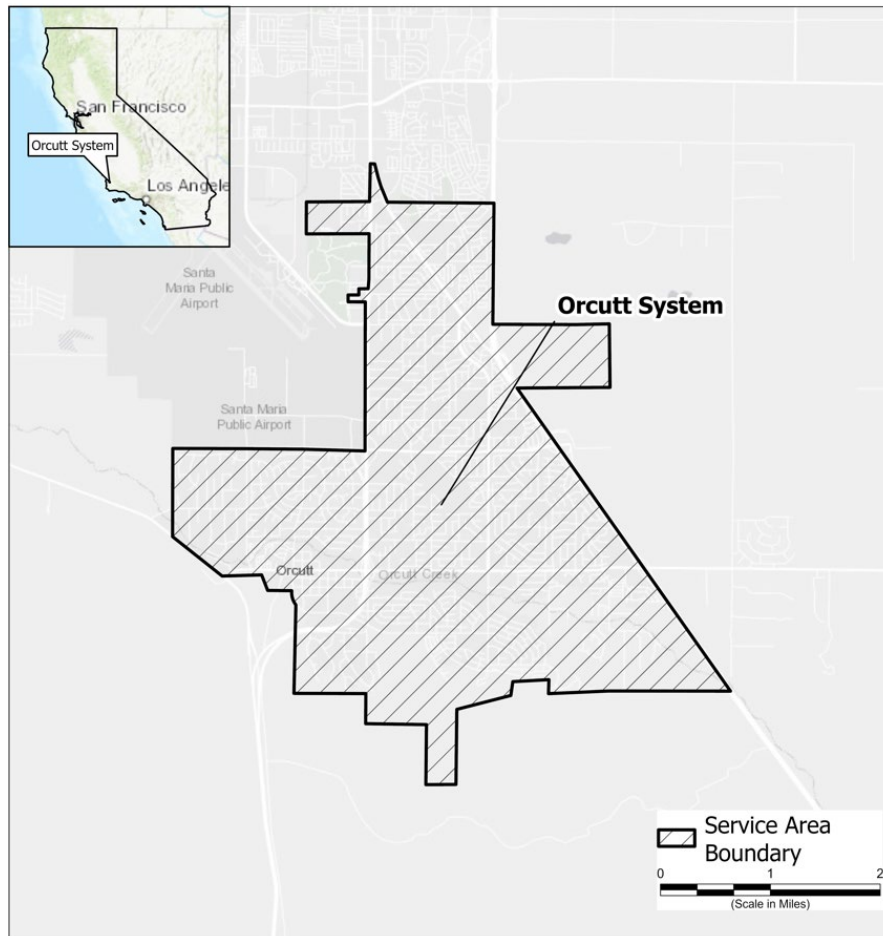 San Francisco
Orcutt System
Los Angele
Santa
Maria Public
Airport
Orcutt System
Santa Maria
Public Airport
Orcutt
Orcutt Creek
Service Area
Boundary
0 1 2
(Scale in Miles)